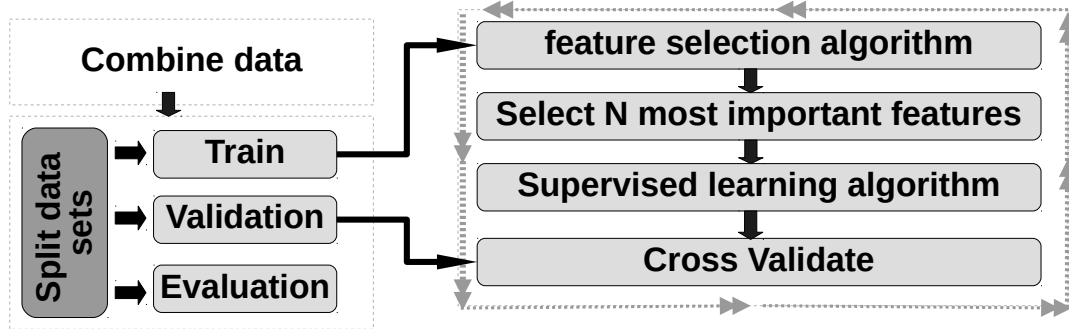 Combine data
Split data
sets
Train
Validation
Evaluation
feature selection algorithm
Select N most important features
Supervised learning algorithm
Cross Validate